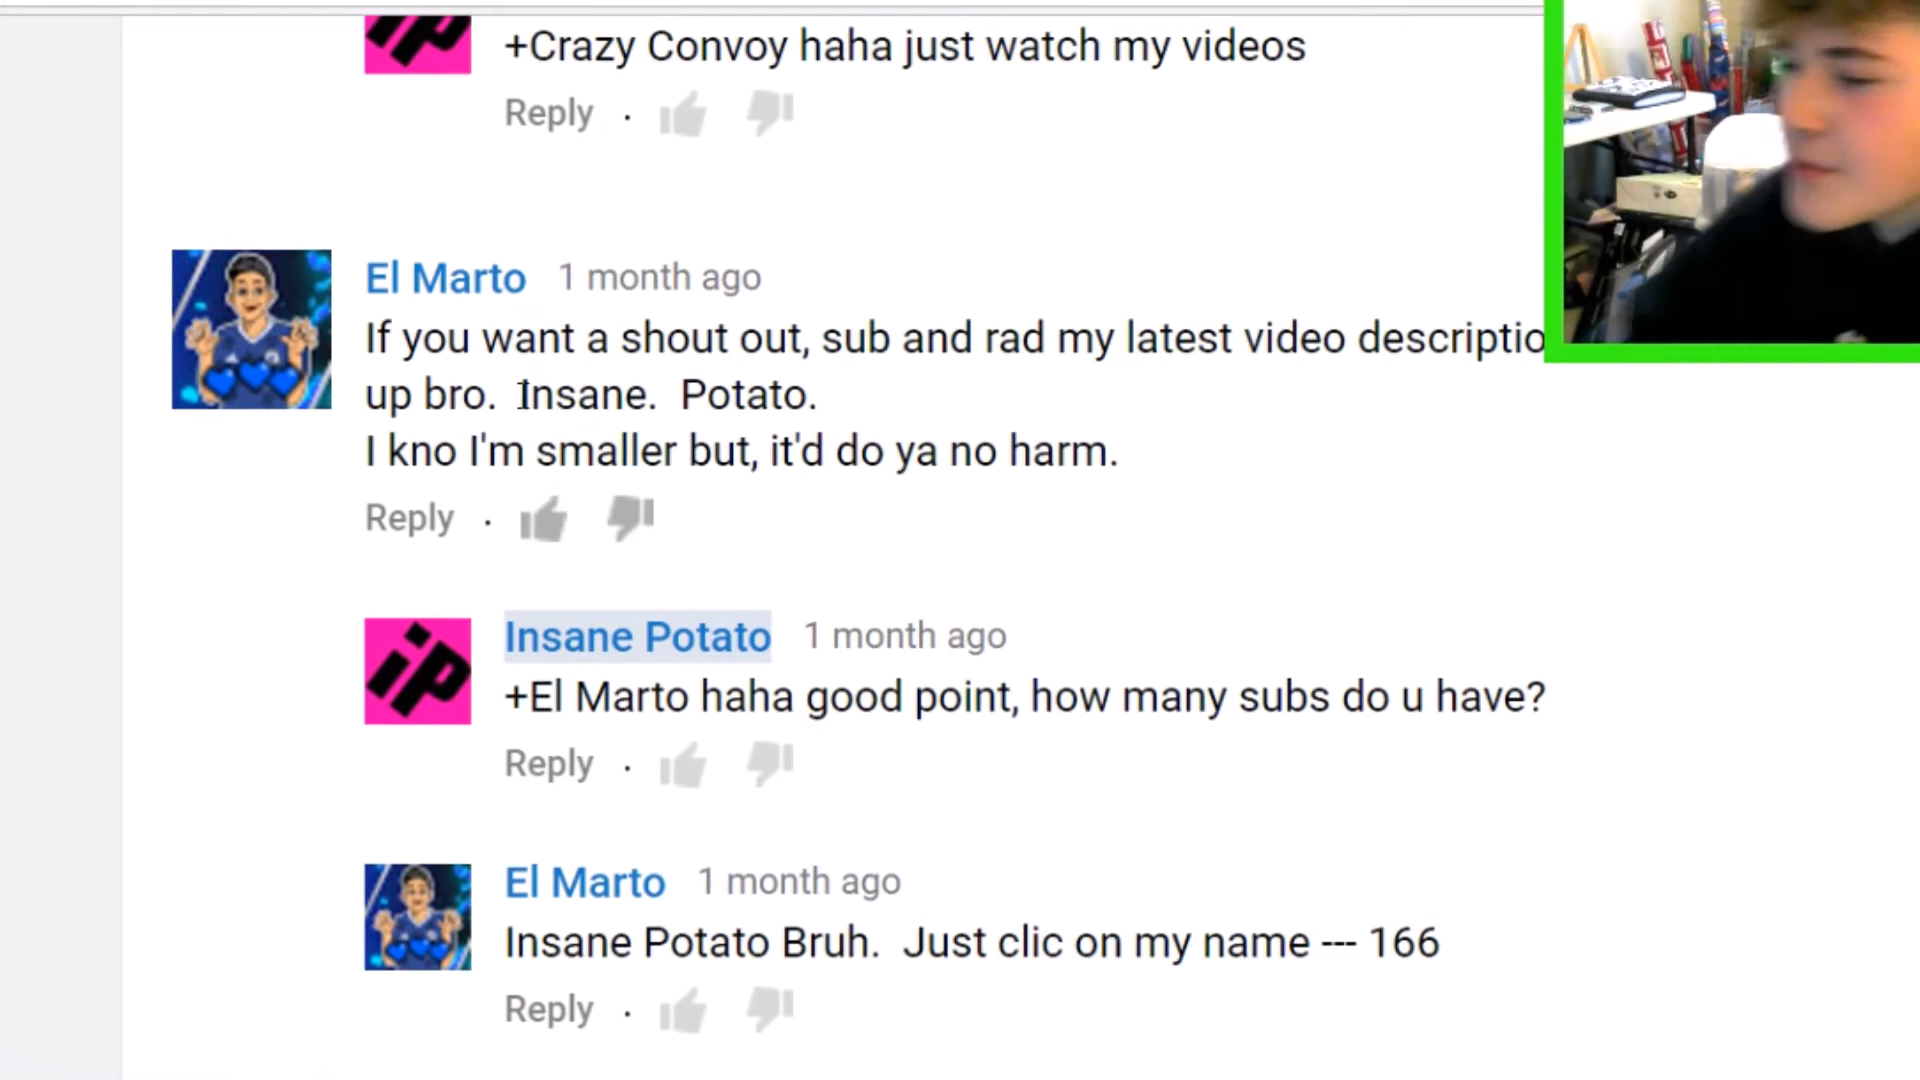 +Crazy Convoy haha just watch my videos
Reply ·
El Marto 1 month ago
If you want a shout out, sub and rad my latest video
up bro. Insane. Potato.
I kno I'm smaller but, it'd do ya no harm.
Reply ·
iP
Insane Potato 1 month ago
+El Marto haha good point, how many subs do u have?
Reply ·
El Marto 1 month ago
Insane Potato Bruh. Just clic on my name --- 166
Reply ·